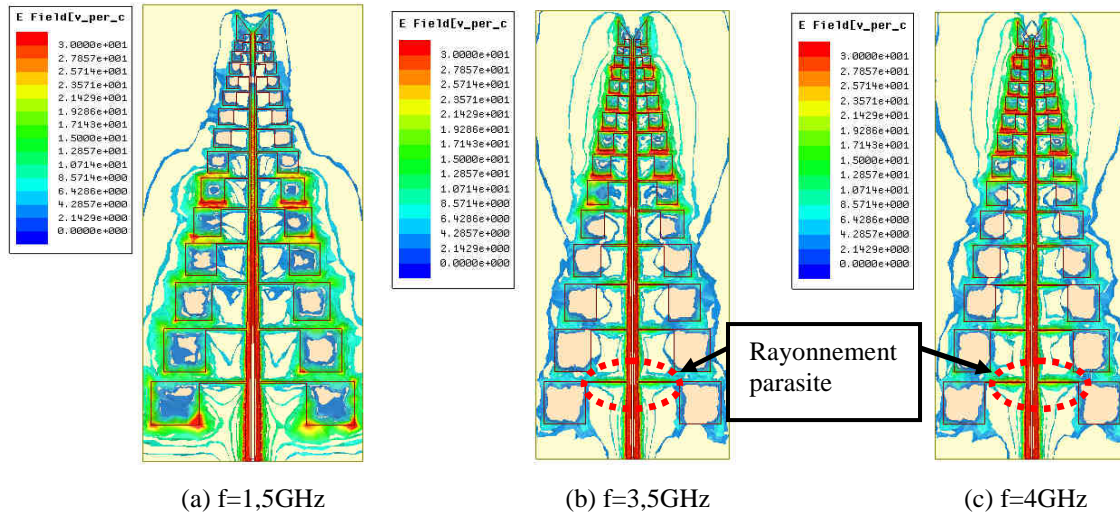 E Field[v_per_c
3.0000e+001
2.7857e+001
2.5714e+001
2.3571e+001
2.1429e+001
1.9286e+001
1.7143e+001
1.5000e+001
1.2857e+001
1.0714e+001
8.5714e+000
6.4286e+000
4.2857e+000
2.1429e+000
0.0000e+000
E Field[v_per_c
3.0000e+001
2.7857e+001
2.5714e+001
2.3571e+001
2.1429e+001
1.9286e+001
1.7143e+001
1.5000e+001
1.2857e+001
1.0714e+001
8.5714e+000
6.4286e+000
4.2857e+000
2.1429e+000
0.0000e+000
E Field[v_per_c
3.0000e+001
2.7857e+001
2.5714e+001
2.3571e+001
2.1429e+001
1.9286e+001
1.7143e+001
1.5000e+001
1.2857e+001
1.0714e+001
8.5714e+000
6.4286e+000
4.2857e+000
2.1429e+000
0.0000e+000
Rayonnement
parasite
(a) f=1,5GHz
(b) f=3,5GHz
(c) f=4GHz